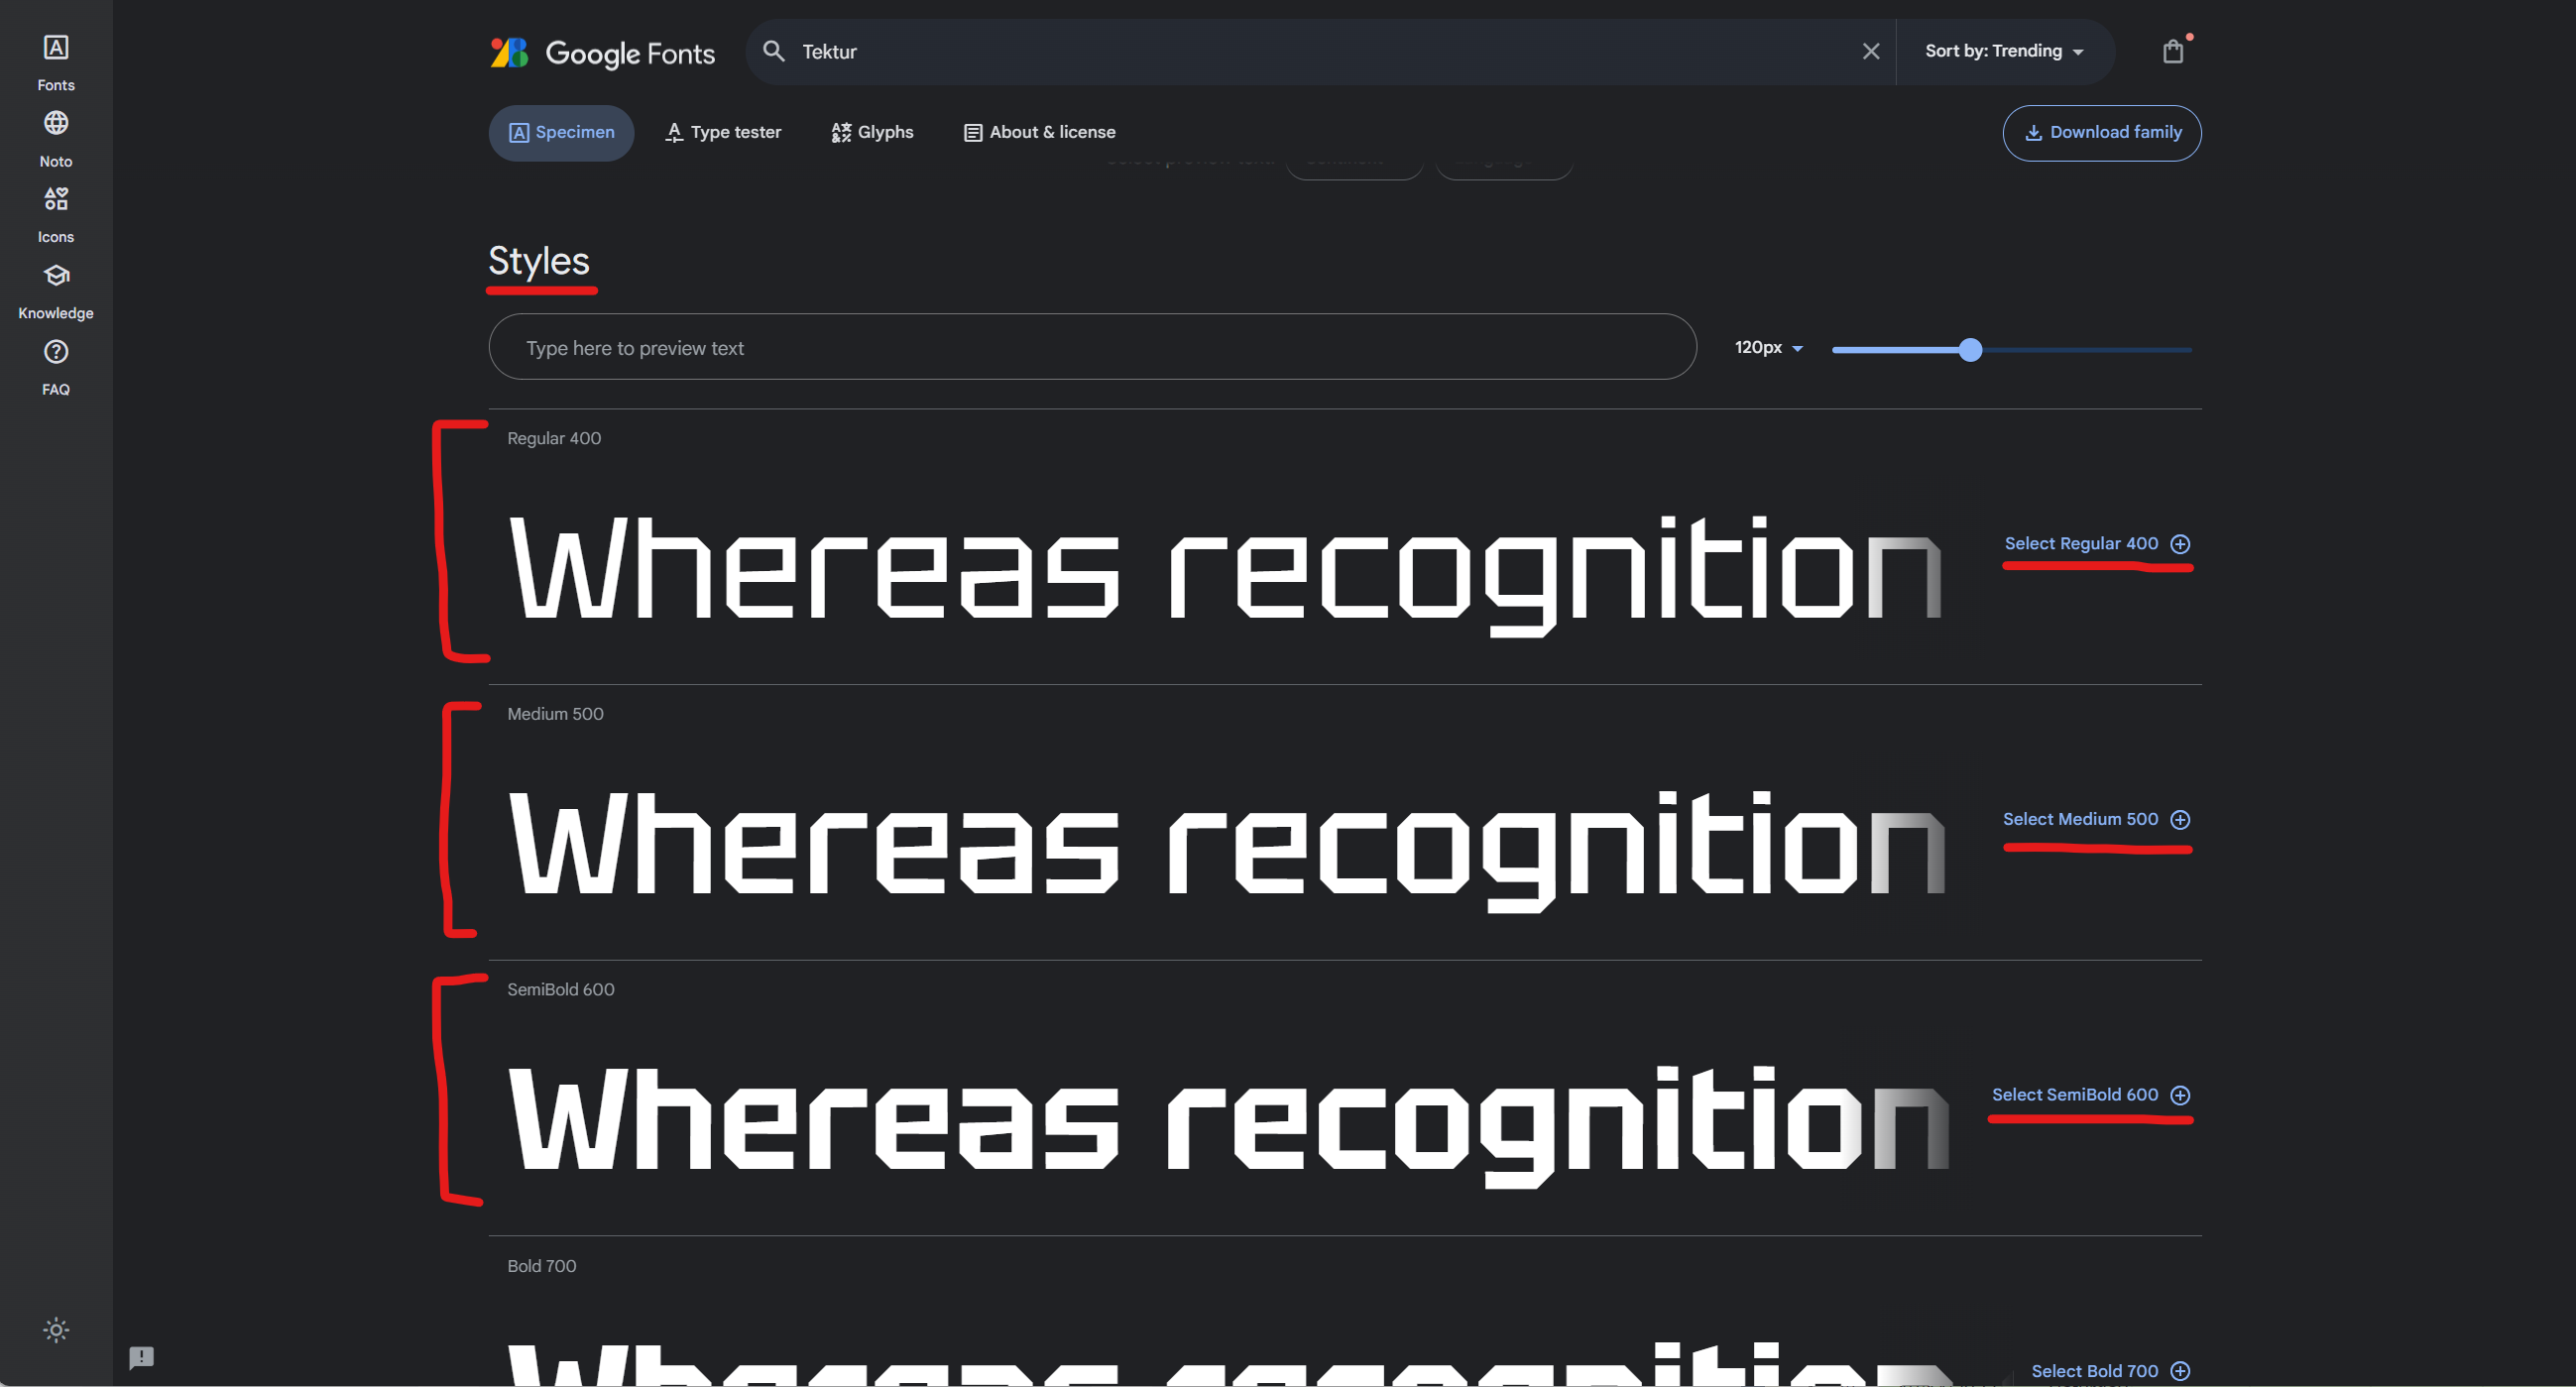 Fonts
Noto
Icons
Knowledge
FAQ
Google Fonts
Tektur
Sort by: Trending
Specimen
Type tester
Glyphs
About & license
Download family
Styles
Type here to preview text
120px
Regular 400
Whereas recognition
Select Regular 400
Medium 500
Whereas recognition
Select Medium 500
SemiBold 600
Whereas recognition
Select SemiBold 600
Bold 700
Whereas recognition
Select Bold 700